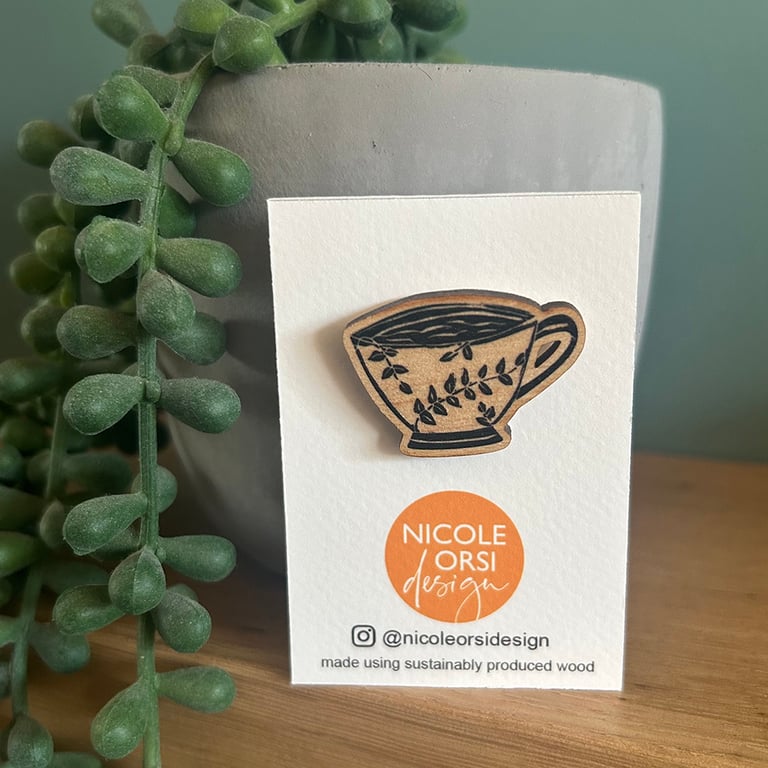 NICOLE
ORSI
design
@nicoleorsidesign
made using sustainably produced wood